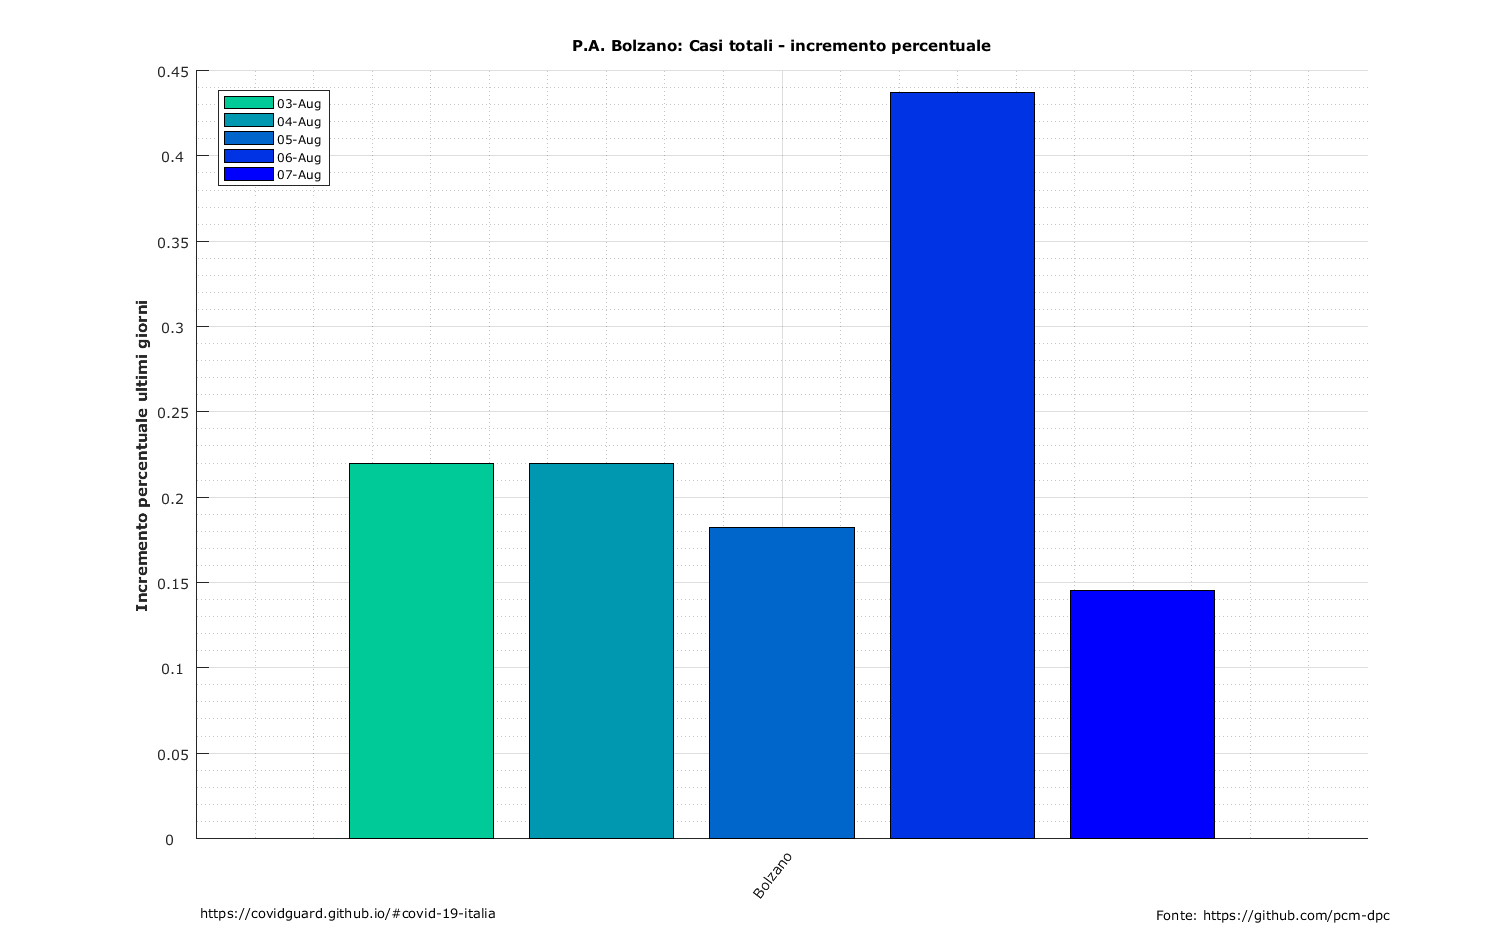 P.A. Bolzano: Casi totali - incremento percentuale
0.45
0.4
0.35
0.3
0.25
0.2
0.15
0.1
0.05
0
Incremento percentuale ultimi giorni
03-Aug
04-Aug
05-Aug
06-Aug
07-Aug
Bolzano
https://covidguard.github.io/#covid-19-italia
Fonte: https://github.com/pcm-dpc